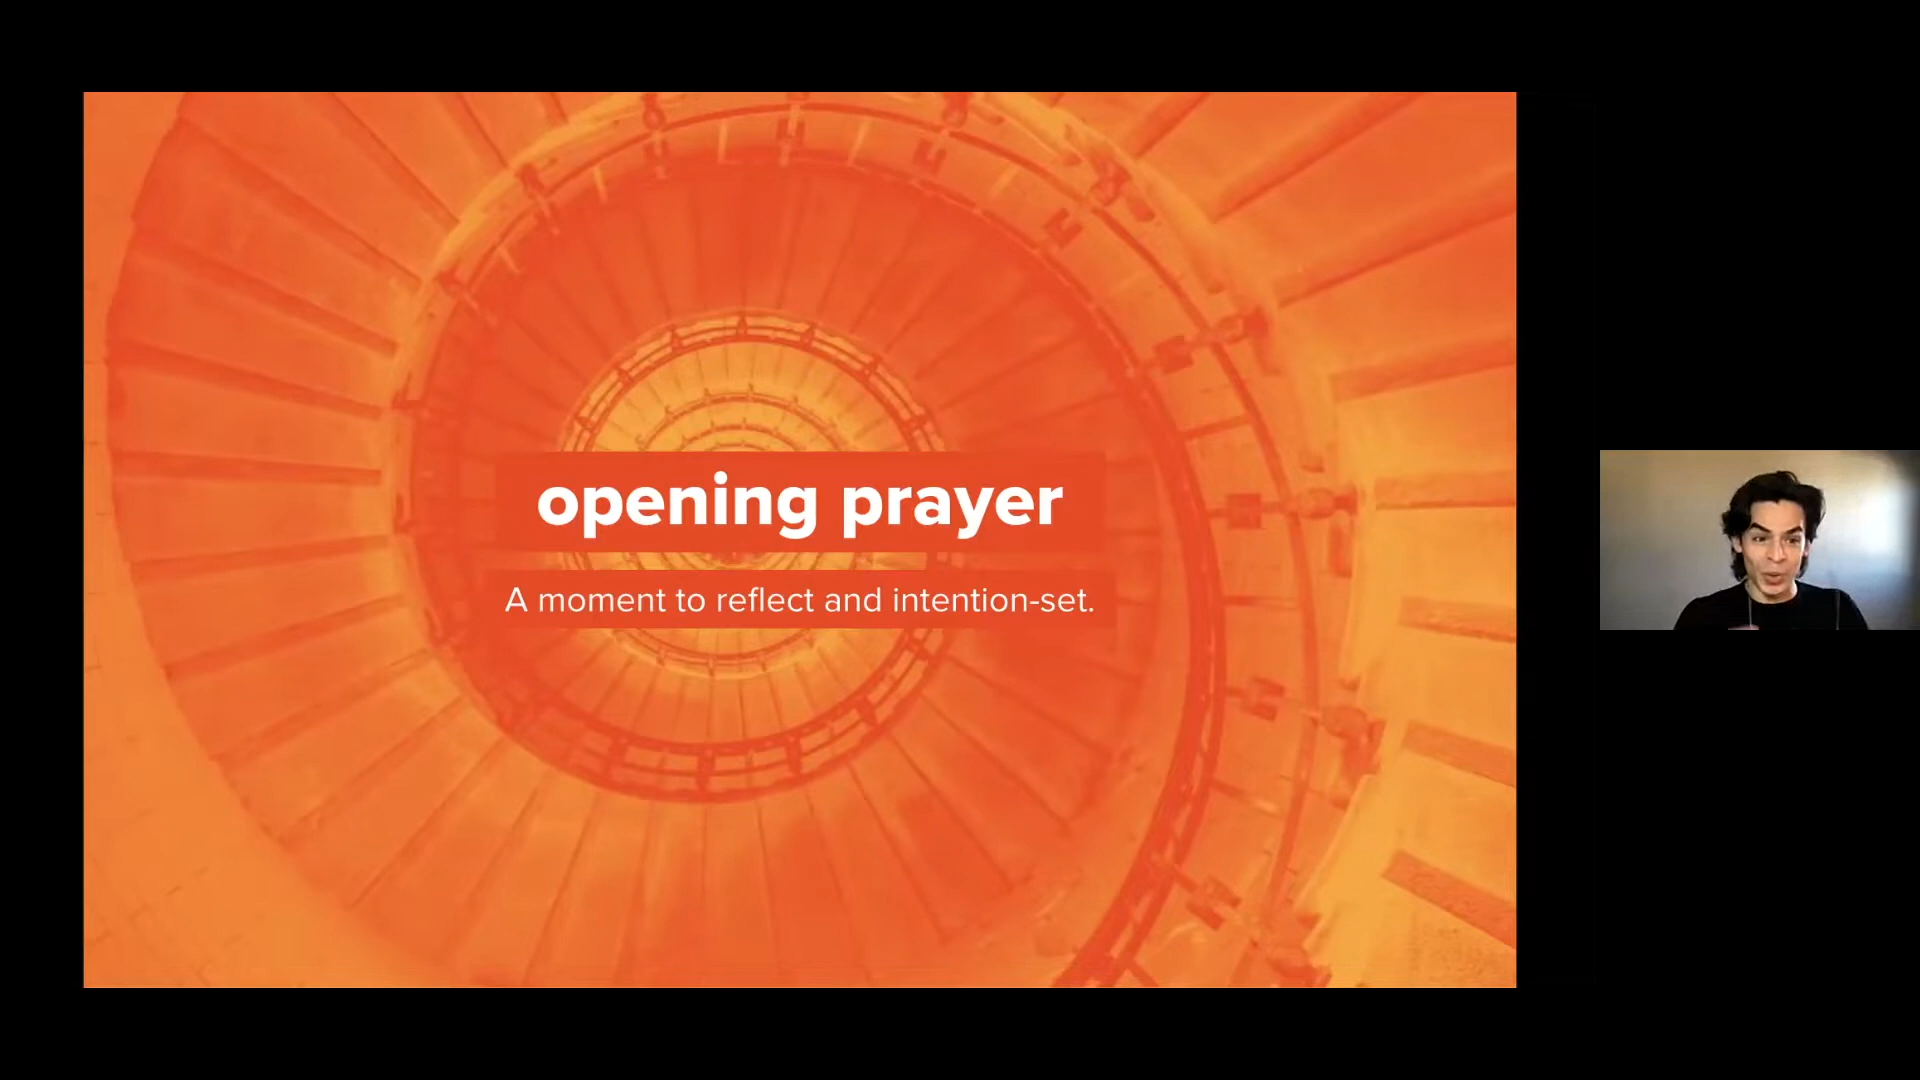 opening prayer
A moment to reflect and intention-set.